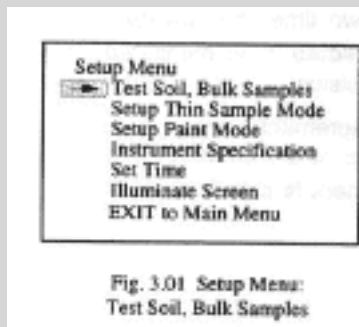 Setup Menu
Test Soil, Bulk Samples
Setup Thin Sample Mode
Setup Paint Mode
Instrument Specification
Set Time
Illuminate Screen
EXIT to Main Menu
Fig. 3.01 Setup Menu:
Test Soil, Bulk Samples